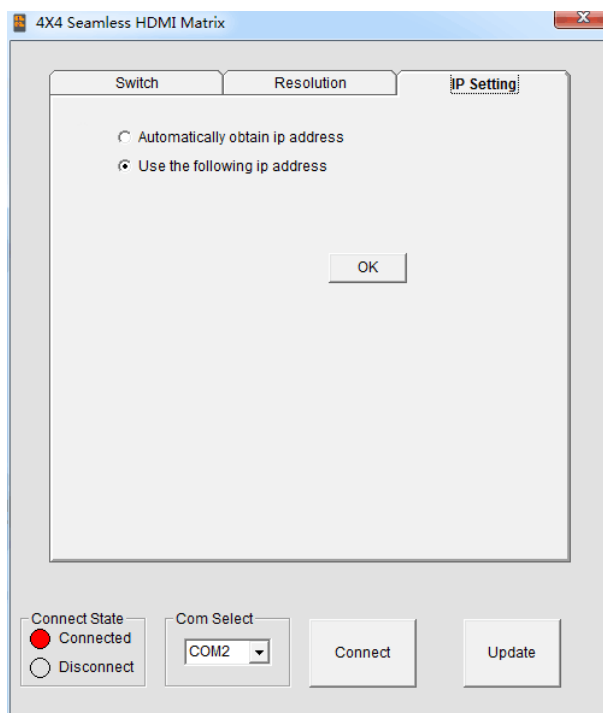 4X4 Seamless HDMI Matrix
Switch Resolution IP Setting
Automatically obtain ip address
Use the following ip address
OK
Connect State
Connected
Disconnect
Com Select
COM2
Connect
Update